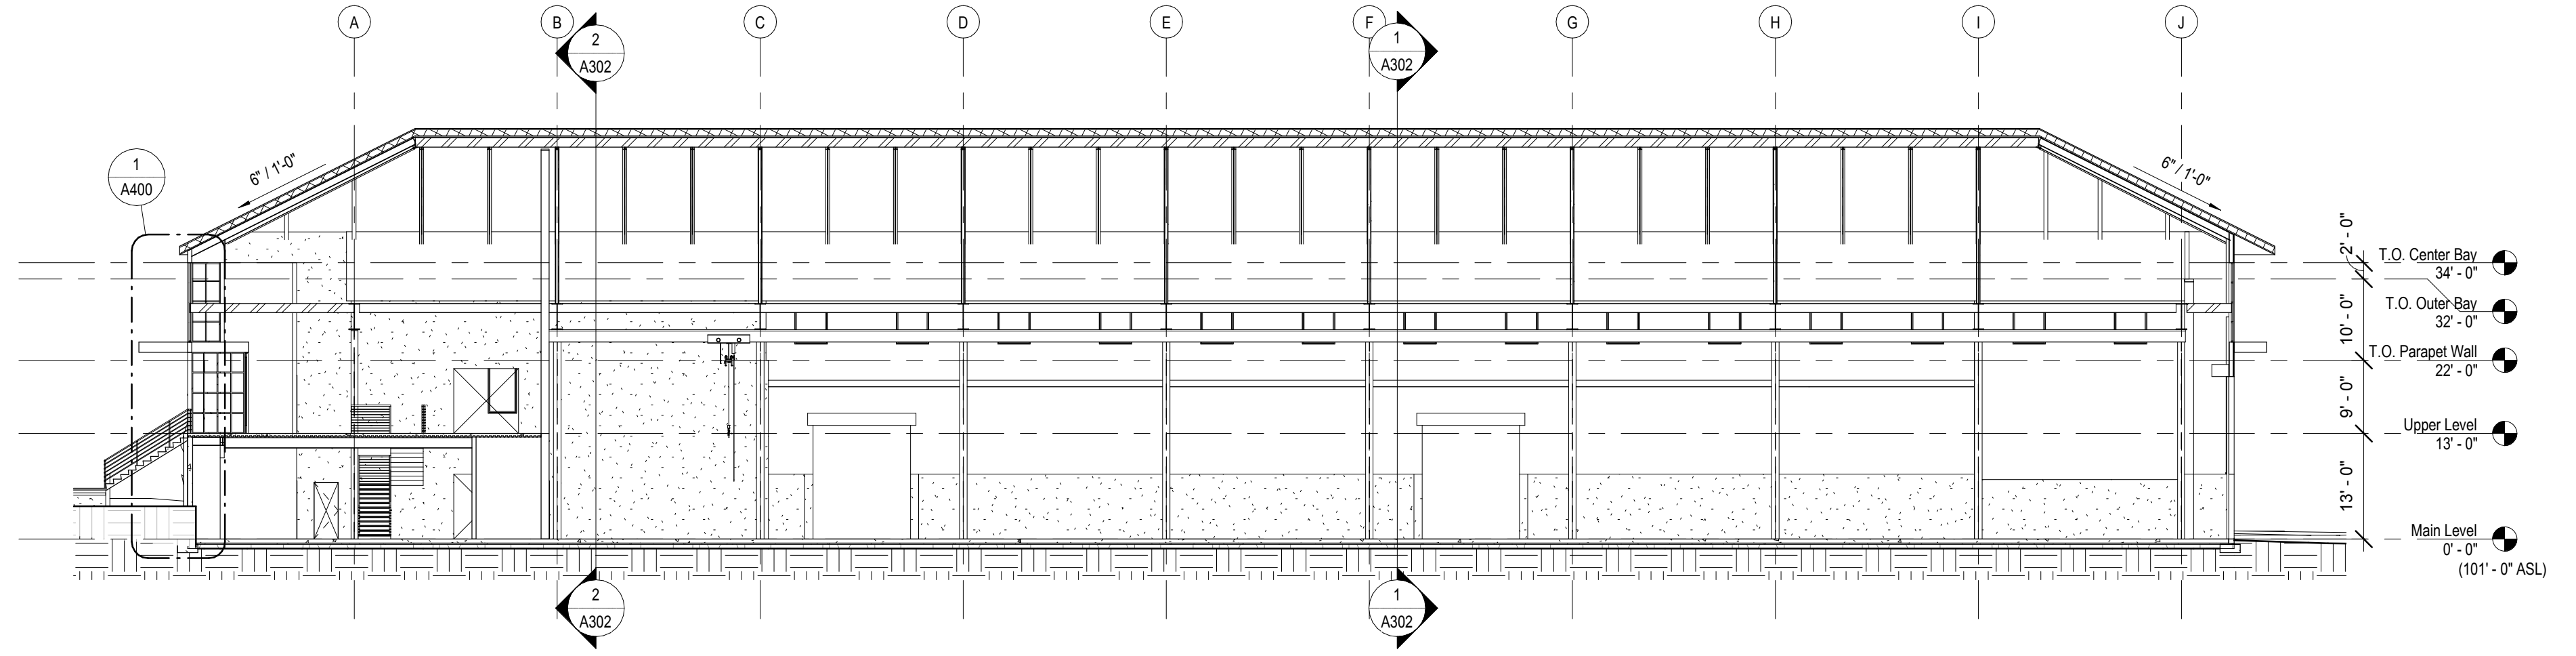 A
B
C
D
E
F
G
H
I
J
2
A302
1
A302
1
A400
6" / 1'-0"
6" / 1'-0"
2' - 0"
T.O. Center Bay
34' - 0"
T.O. Outer Bay
32' - 0"
10' - 0"
T.O. Parapet Wall
22' - 0"
9' - 0"
Upper Level
13' - 0"
13' - 0"
Main Level
0' - 0"
(101' - 0" ASL)
2
A302
1
A302